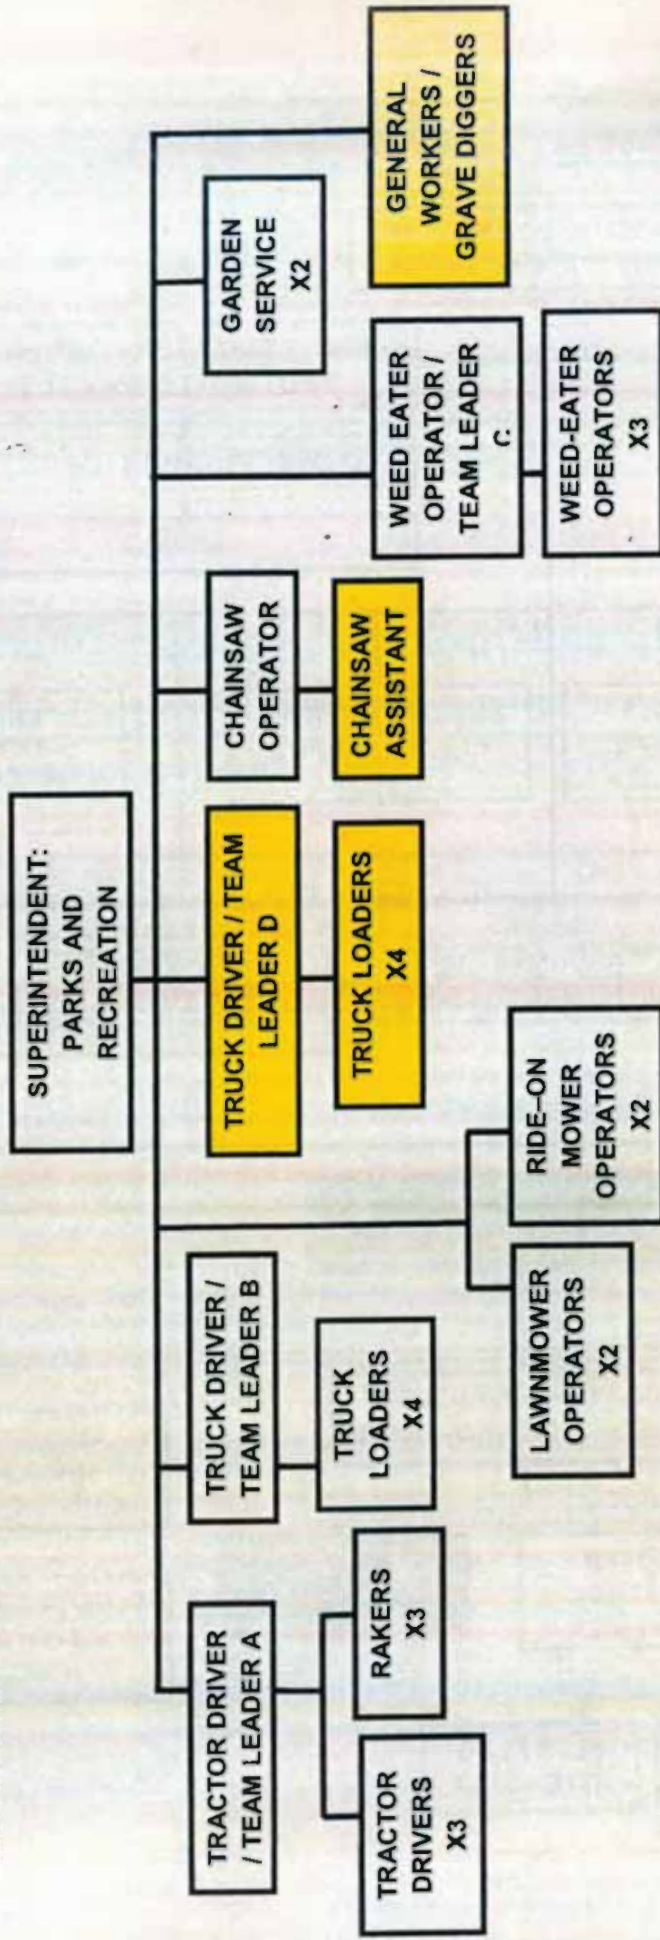 SUPERINTENDENT:
PARKS AND
RECREATION
TRACTOR DRIVER
/ TEAM LEADER A
TRACTOR
DRIVERS
X3
RAKERS
X3
TRUCK DRIVER /
TEAM LEADER B
TRUCK
LOADERS
X4
LAWNMOWER
OPERATORS
X2
RIDE–ON
MOWER
OPERATORS
X2
TRUCK DRIVER / TEAM
LEADER D
TRUCK LOADERS
X4
CHAINSAW
OPERATOR
CHAINSAW
ASSISTANT
WEED EATER
OPERATOR /
TEAM LEADER
C
WEED-EATER
OPERATORS
X3
GARDEN
SERVICE
X2
GENERAL
WORKERS /
GRAVE DIGGERS